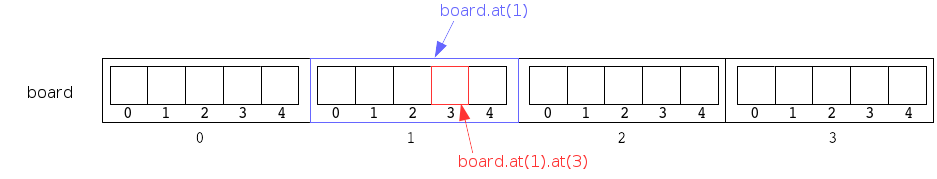 board.at(1)
board
0 1 2 3 4 0 1 2 3 4 0 1 2 3 4 0 1 2 3 4
0 1 2 3
board.at(1).at(3)